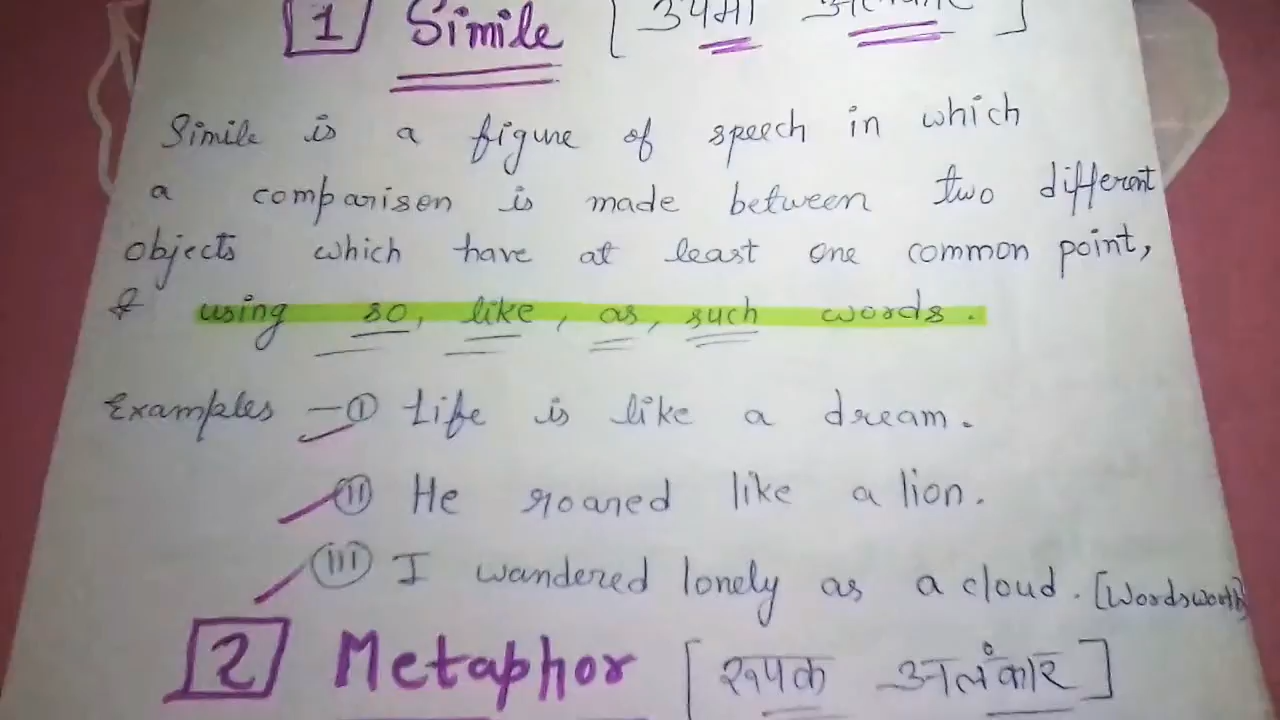 1 Simile [उपमा अलंकार]
Simile is a figure of speech in which
a comparisen is made between two different
objects which have at least one common point,
& using so, like, as, such words.
Examples — (i) Life is like a dream.
(ii) He roared like a lion.
(iii) I wandered lonely as a cloud. [Wordsworth]
2 Metaphor [रूपक अलंकार]